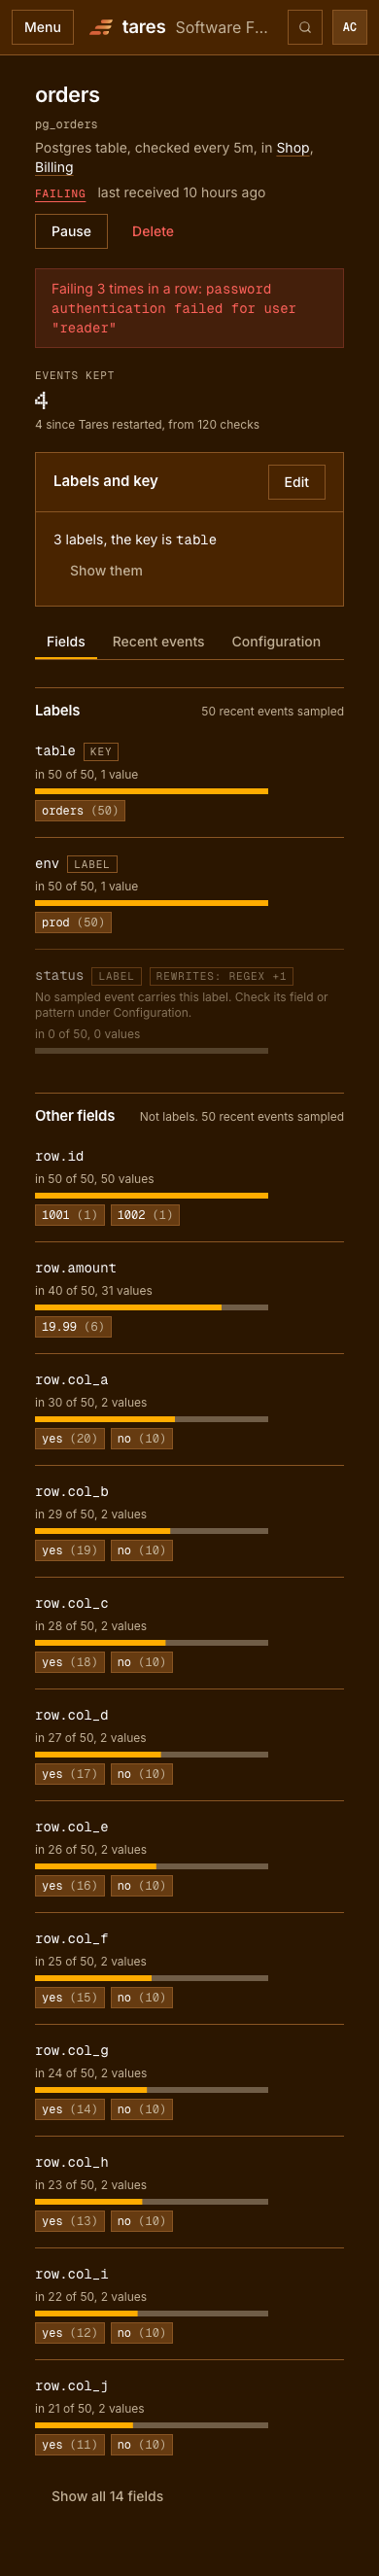 Menu
tares Software F...
AC
orders
pg_orders
Postgres table, checked every 5m, in Shop,
Billing
FAILING last received 10 hours ago
Pause
Delete
Failing 3 times in a row: password
authentication failed for user
"reader"
EVENTS KEPT
4
4 since Tares restarted, from 120 checks
Labels and key
Edit
3 labels, the key is table
Show them
Fields
Recent events
Configuration
Labels
50 recent events sampled
table KEY
in 50 of 50, 1 value
orders (50)
env LABEL
in 50 of 50, 1 value
prod (50)
status LABEL REWRITES: REGEX +1
No sampled event carries this label. Check its field or
pattern under Configuration.
in 0 of 50, 0 values
Other fields
Not labels. 50 recent events sampled
row.id
in 50 of 50, 50 values
1001 (1) 1002 (1)
row.amount
in 40 of 50, 31 values
19.99 (6)
row.col_a
in 30 of 50, 2 values
yes (20) no (10)
row.col_b
in 29 of 50, 2 values
yes (19) no (10)
row.col_c
in 28 of 50, 2 values
yes (18) no (10)
row.col_d
in 27 of 50, 2 values
yes (17) no (10)
row.col_e
in 26 of 50, 2 values
yes (16) no (10)
row.col_f
in 25 of 50, 2 values
yes (15) no (10)
row.col_g
in 24 of 50, 2 values
yes (14) no (10)
row.col_h
in 23 of 50, 2 values
yes (13) no (10)
row.col_i
in 22 of 50, 2 values
yes (12) no (10)
row.col_j
in 21 of 50, 2 values
yes (11) no (10)
Show all 14 fields